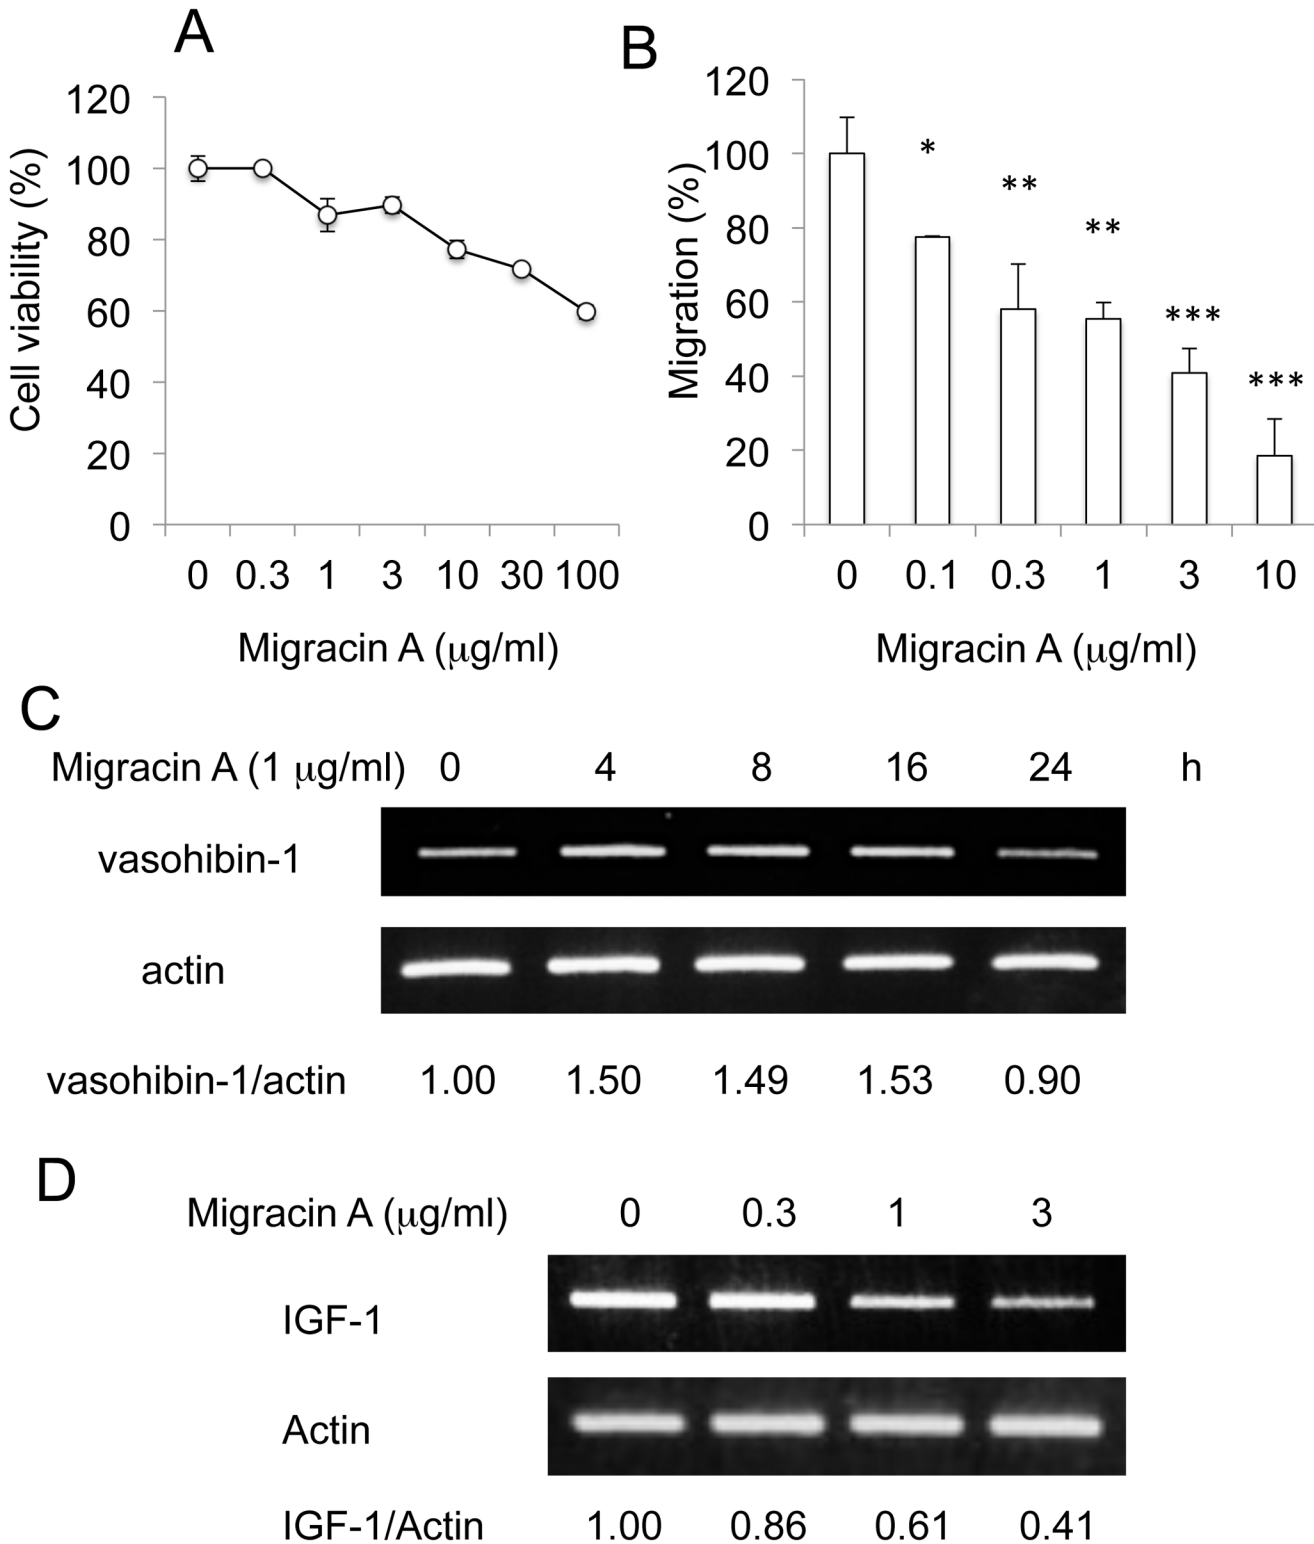 A
Cell viability (%)
120
100
80
60
40
20
0
0 0.3 1 3 10 30 100
Migracin A (μg/ml)
B
Migration (%)
120
100
80
60
40
20
0
*
**
**
***
***
0 0.1 0.3 1 3 10
Migracin A (μg/ml)
C
Migracin A (1 μg/ml) 0 4 8 16 24 h
vasohibin-1
actin
vasohibin-1/actin 1.00 1.50 1.49 1.53 0.90
D
Migracin A (μg/ml) 0 0.3 1 3
IGF-1
Actin
IGF-1/Actin 1.00 0.86 0.61 0.41